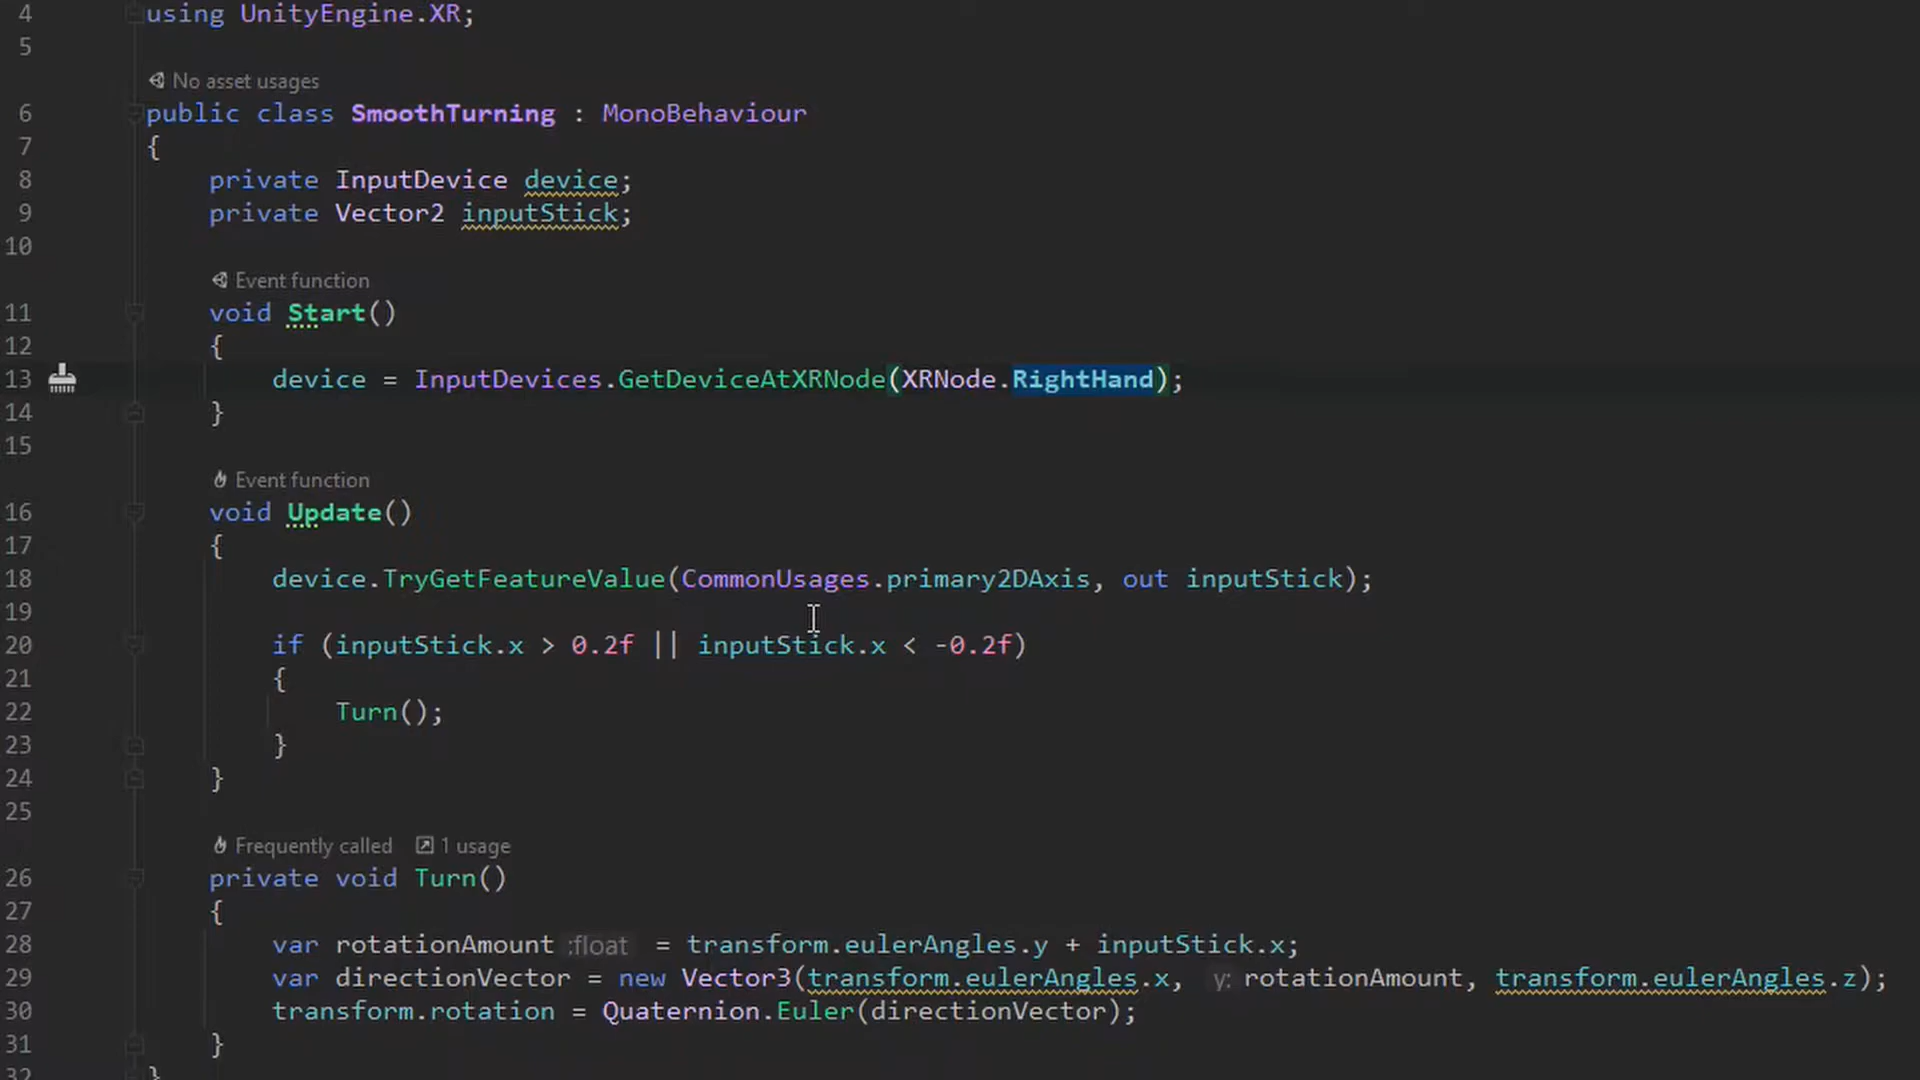 4 using UnityEngine.XR;
5
No asset usages
6 public class SmoothTurning : MonoBehaviour
7 {
8 private InputDevice device;
9 private Vector2 inputStick;
10
Event function
11 void Start()
12 {
13 device = InputDevices.GetDeviceAtXRNode(XRNode.RightHand);
14 }
15
Event function
16 void Update()
17 {
18 device.TryGetFeatureValue(CommonUsages.primary2DAxis, out inputStick);
19
20 if (inputStick.x > 0.2f || inputStick.x < -0.2f)
21 {
22 Turn();
23 }
24 }
25
Frequently called 1 usage
26 private void Turn()
27 {
28 var rotationAmount :float = transform.eulerAngles.y + inputStick.x;
29 var directionVector = new Vector3(transform.eulerAngles.x, y: rotationAmount, transform.eulerAngles.z);
30 transform.rotation = Quaternion.Euler(directionVector);
31 }
32 }